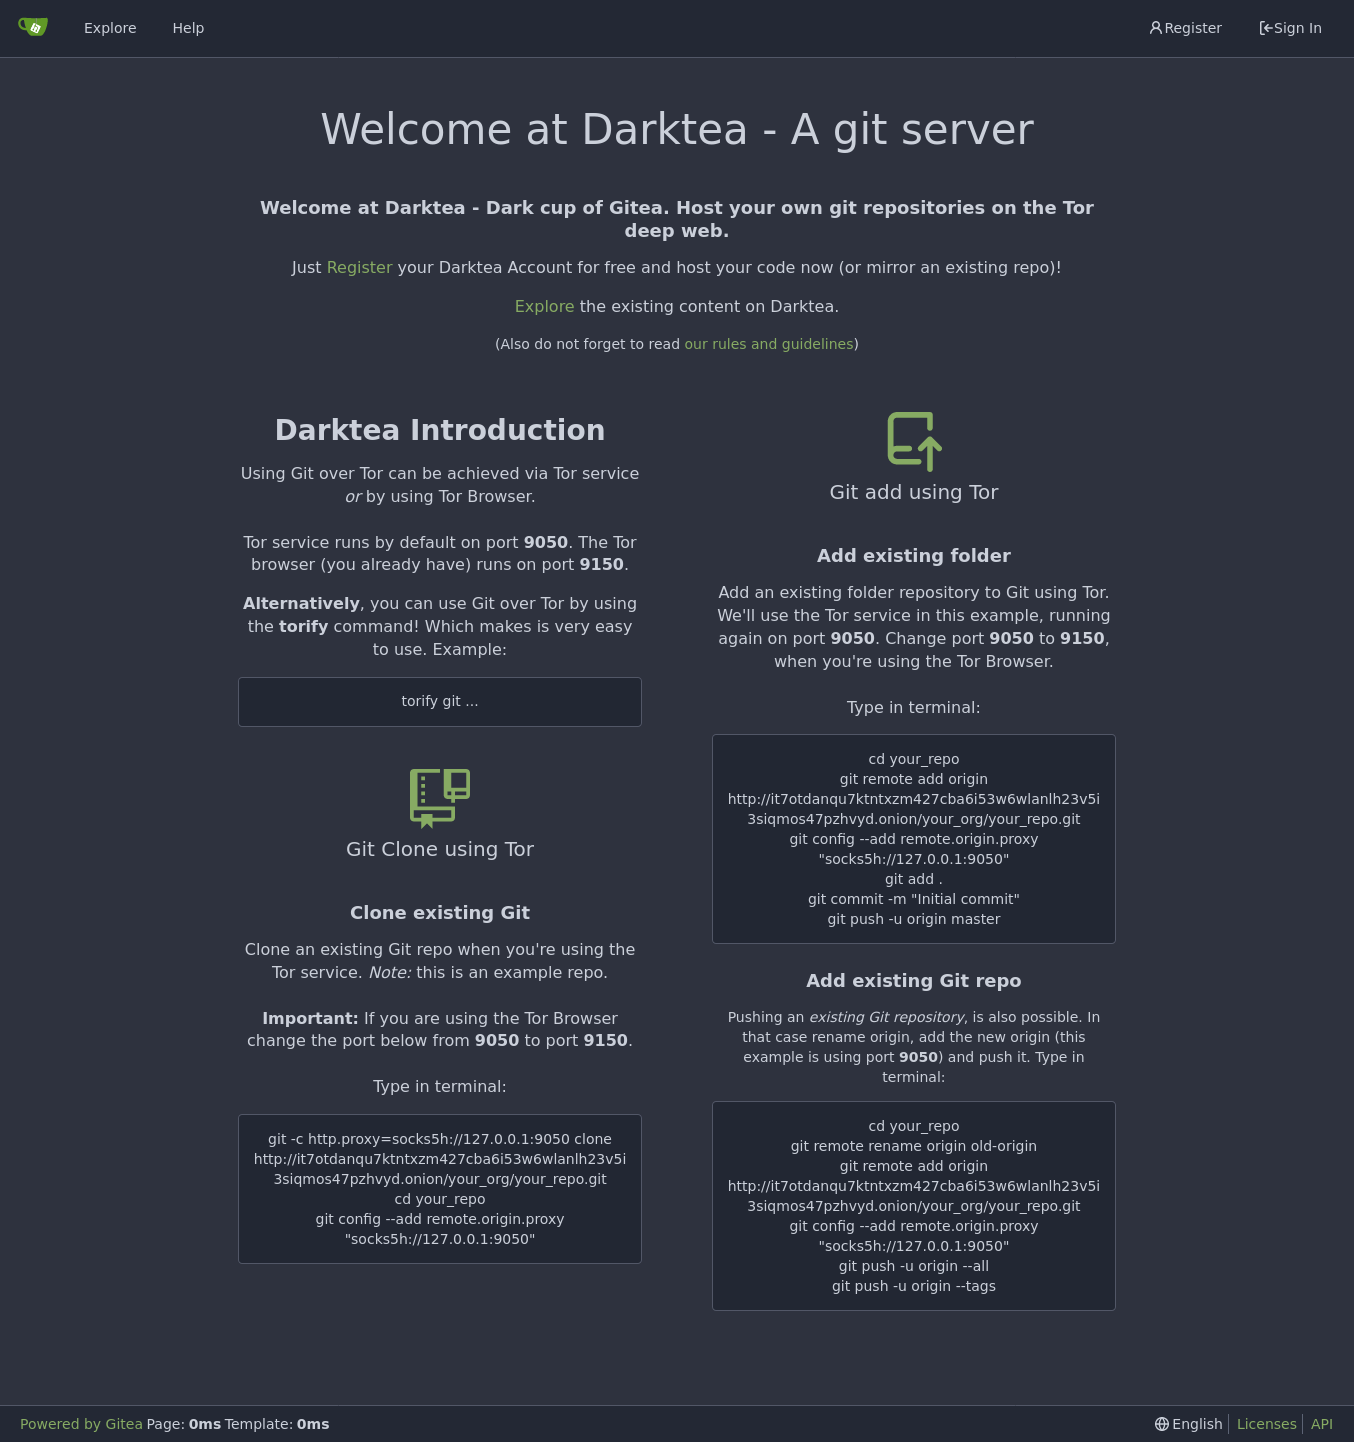 Explore
Help
Register
Sign In
Welcome at Darktea - A git server
Welcome at Darktea - Dark cup of Gitea. Host your own git repositories on the Tor
deep web.
Just Register your Darktea Account for free and host your code now (or mirror an existing repo)!
Explore the existing content on Darktea.
(Also do not forget to read our rules and guidelines)
Darktea Introduction
Using Git over Tor can be achieved via Tor service
or by using Tor Browser.
Tor service runs by default on port 9050. The Tor
browser (you already have) runs on port 9150.
Alternatively, you can use Git over Tor by using
the torify command! Which makes is very easy
to use. Example:
torify git ...
Git Clone using Tor
Clone existing Git
Clone an existing Git repo when you're using the
Tor service. Note: this is an example repo.
Important: If you are using the Tor Browser
change the port below from 9050 to port 9150.
Type in terminal:
git -c http.proxy=socks5h://127.0.0.1:9050 clone
http://it7otdanqu7ktntxzm427cba6i53w6wlanlh23v5i
3siqmos47pzhvyd.onion/your_org/your_repo.git
cd your_repo
git config --add remote.origin.proxy
"socks5h://127.0.0.1:9050"
Git add using Tor
Add existing folder
Add an existing folder repository to Git using Tor.
We'll use the Tor service in this example, running
again on port 9050. Change port 9050 to 9150,
when you're using the Tor Browser.
Type in terminal:
cd your_repo
git remote add origin
http://it7otdanqu7ktntxzm427cba6i53w6wlanlh23v5i
3siqmos47pzhvyd.onion/your_org/your_repo.git
git config --add remote.origin.proxy
"socks5h://127.0.0.1:9050"
git add .
git commit -m "Initial commit"
git push -u origin master
Add existing Git repo
Pushing an existing Git repository, is also possible. In
that case rename origin, add the new origin (this
example is using port 9050) and push it. Type in
terminal:
cd your_repo
git remote rename origin old-origin
git remote add origin
http://it7otdanqu7ktntxzm427cba6i53w6wlanlh23v5i
3siqmos47pzhvyd.onion/your_org/your_repo.git
git config --add remote.origin.proxy
"socks5h://127.0.0.1:9050"
git push -u origin --all
git push -u origin --tags
Powered by Gitea Page: 0ms Template: 0ms
English
Licenses
API